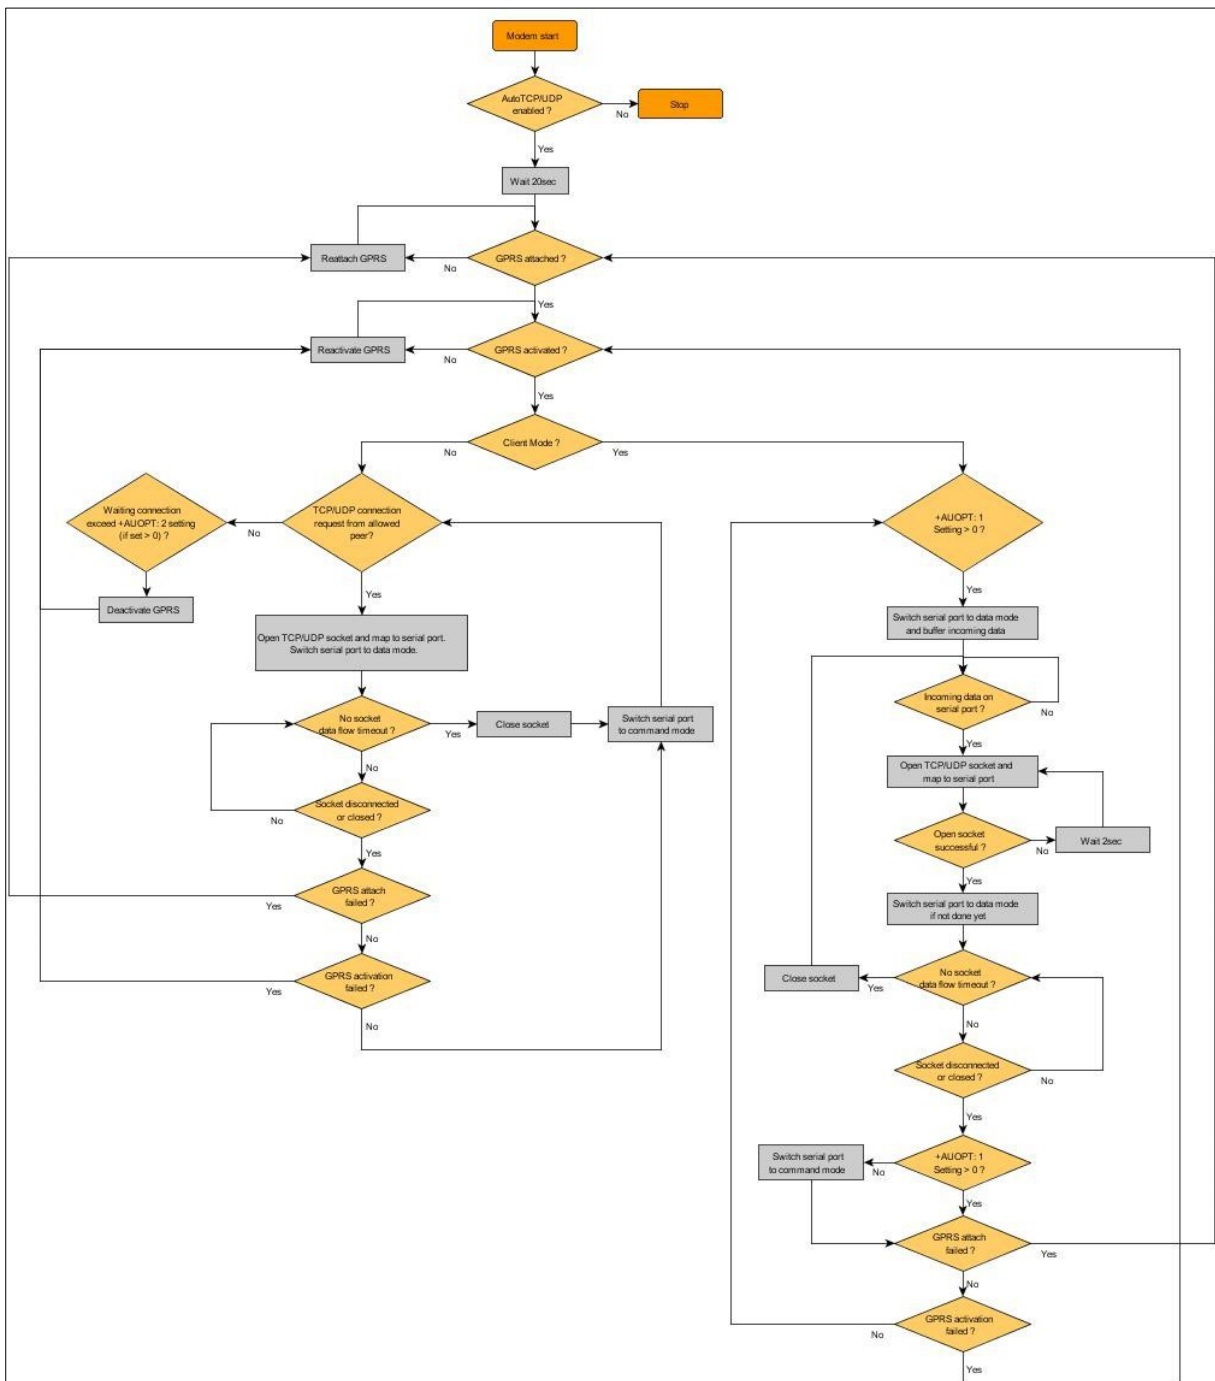 Modem start
AutoTCP/UDP
enabled ?
No
Stop
Yes
Wait 20sec
Reattach GPRS
No
GPRS attached ?
Yes
Reactivate GPRS
No
GPRS activated ?
Yes
Client Mode ?
No
Yes
Waiting connection
exceed +AUOPT: 2 setting
(if set > 0) ?
No
TCP/UDP connection
request from allowed
peer?
Yes
Deactivate GPRS
Open TCP/UDP socket and map to serial port.
Switch serial port to data mode.
No socket
data flow timeout ?
Yes
Close socket
Switch serial port
to command mode
No
Socket disconnected
or closed ?
No
Yes
GPRS attach
failed ?
Yes
No
GPRS activation
failed ?
Yes
No
+AUOPT: 1
Setting > 0 ?
Yes
Switch serial port to data mode
and buffer incoming data
Incoming data on
serial port ?
No
Yes
Open TCP/UDP socket and
map to serial port
Open socket
successful ?
No
Wait 2sec
Yes
Switch serial port to data mode
if not done yet
No socket
data flow timeout ?
Yes
Close socket
No
Socket disconnected
or closed ?
No
Yes
+AUOPT: 1
Setting > 0 ?
No
Switch serial port
to command mode
Yes
GPRS attach
failed ?
Yes
No
GPRS activation
failed ?
No
Yes